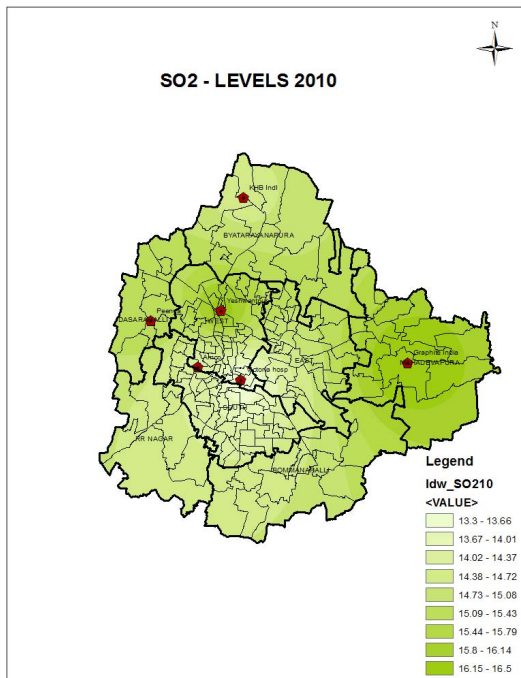 N
SO2 - LEVELS 2010
KHB Indl
BYATARAYANAPURA
Yeshwantpur
Peenya
DASARAHALLI
WEST
Graphite India
MAHADEVAPURA
EAST
Amco
Victoria hosp
SOUTH
RR NAGAR
BOMMANAHALLI
Legend
Idw_SO210
<VALUE>
13.3 - 13.66
13.67 - 14.01
14.02 - 14.37
14.38 - 14.72
14.73 - 15.08
15.09 - 15.43
15.44 - 15.79
15.8 - 16.14
16.15 - 16.5